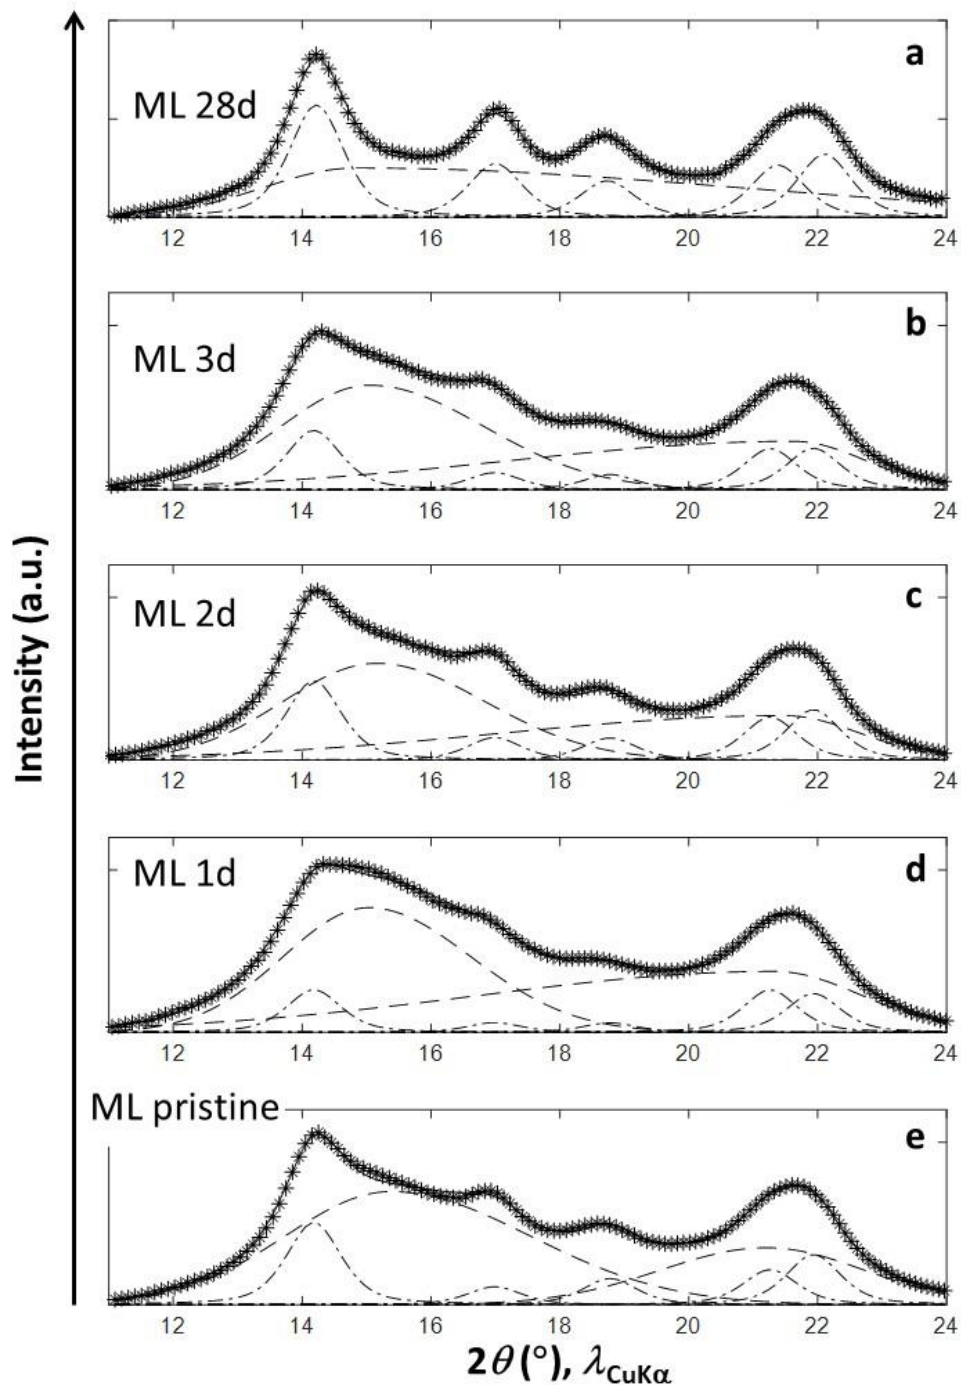 a
ML 28d
12 14 16 18 20 22 24
b
ML 3d
12 14 16 18 20 22 24
c
ML 2d
12 14 16 18 20 22 24
d
ML 1d
12 14 16 18 20 22 24
ML pristine
e
12 14 16 18 20 22 24
Intensity (a.u.)
2θ (°), λCuKα